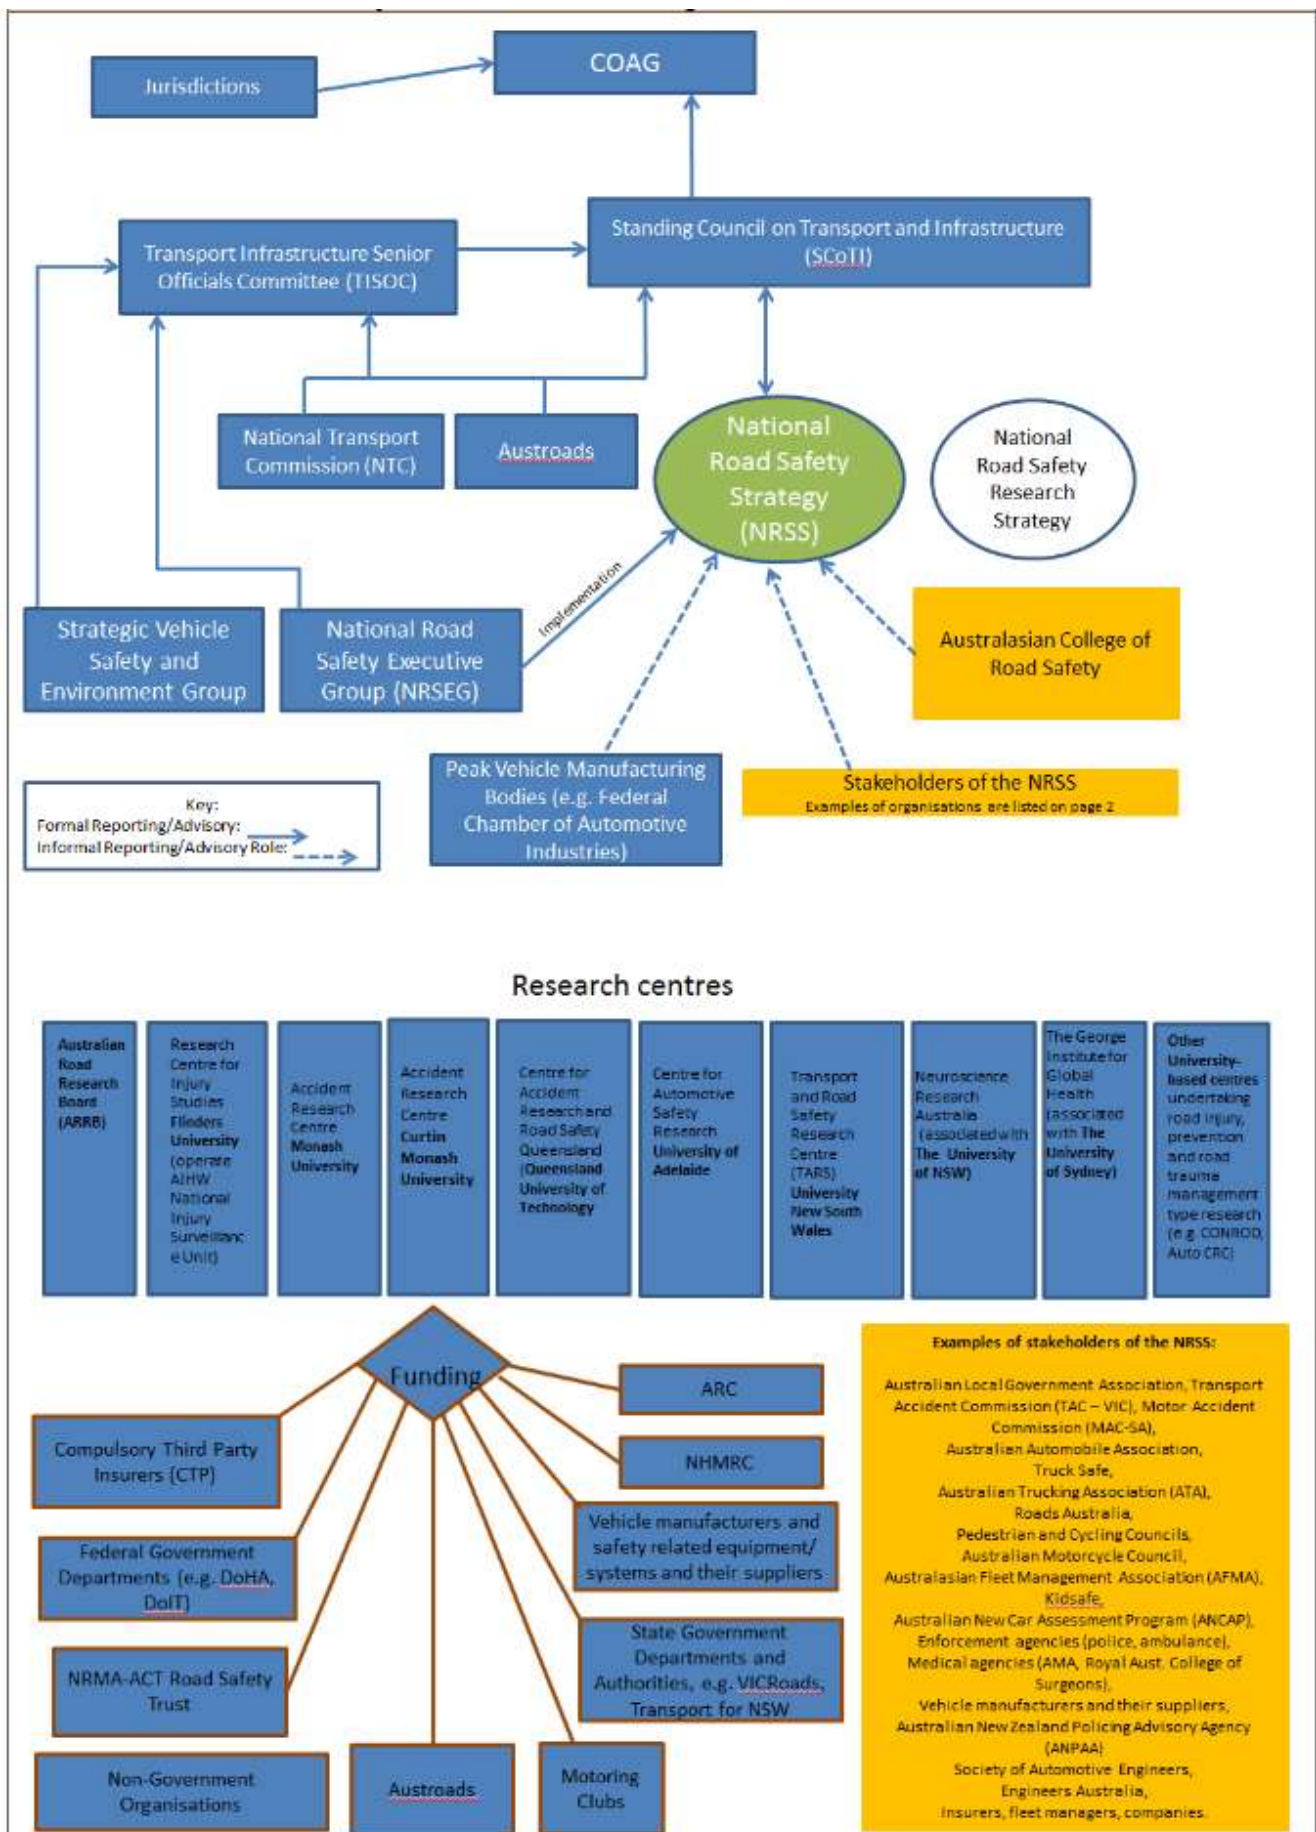 COAG
Jurisdictions
Standing Council on Transport and Infrastructure
(SCoTI)
Transport Infrastructure Senior
Officials Committee (TISOC)
National Transport
Commission (NTC)
Austroads
National
Road Safety
Strategy
(NRSS)
National
Road Safety
Research
Strategy
Implementation
Strategic Vehicle
Safety and
Environment Group
National Road
Safety Executive
Group (NRSEG)
Australasian College of
Road Safety
Peak Vehicle Manufacturing
Bodies (e.g. Federal
Chamber of Automotive
Industries)
Stakeholders of the NRSS
Examples of organisations are listed on page 2
Key:
Formal Reporting/Advisory:
Informal Reporting/Advisory Role:
Research centres
Australian
Road
Research
Board
(ARRB)
Research
Centre for
Injury
Studies
Flinders
University
(operate
AIHW
National
Injury
Surveillanc
e Unit)
Accident
Research
Centre
Monash
University
Accident
Research
Centre
Curtin
Monash
University
Centre for
Accident
Research and
Road Safety
Queensland
(Queensland
University of
Technology
Centre for
Automotive
Safety
Research
University of
Adelaide
Transport
and Road
Safety
Research
Centre
(TARS)
University
New South
Wales
Neuroscience
Research
Australia
(associated with
The University
of NSW)
The George
Institute for
Global
Health
(associated
with The
University
of Sydney)
Other
University-
based centres
undertaking
road injury,
prevention
and road
trauma
management
type research
(e.g. CONROD,
Auto CRC)
Funding
ARC
NHMRC
Compulsory Third Party
Insurers (CTP)
Vehicle manufacturers and
safety related equipment/
systems and their suppliers
Federal Government
Departments (e.g. DoHA,
DoIT)
State Government
Departments and
Authorities, e.g. VICRoads,
Transport for NSW
NRMA-ACT Road Safety
Trust
Non-Government
Organisations
Austroads
Motoring
Clubs
Examples of stakeholders of the NRSS:
Australian Local Government Association, Transport
Accident Commission (TAC – VIC), Motor Accident
Commission (MAC-SA),
Australian Automobile Association,
Truck Safe,
Australian Trucking Association (ATA),
Roads Australia,
Pedestrian and Cycling Councils,
Australian Motorcycle Council,
Australasian Fleet Management Association (AFMA),
Kidsafe,
Australian New Car Assessment Program (ANCAP),
Enforcement agencies (police, ambulance),
Medical agencies (AMA, Royal Aust. College of
Surgeons),
Vehicle manufacturers and their suppliers,
Australian New Zealand Policing Advisory Agency
(ANPAA)
Society of Automotive Engineers,
Engineers Australia,
Insurers, fleet managers, companies.